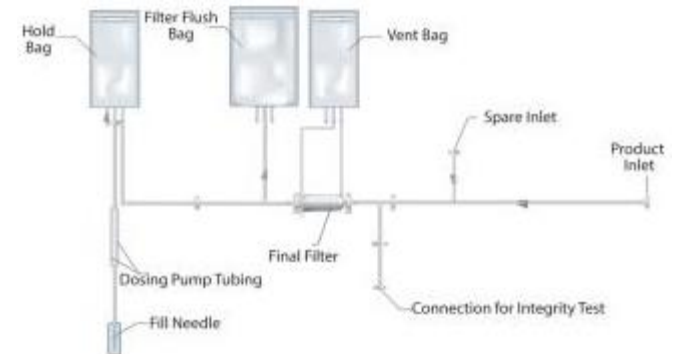 Filter Flush
Bag
Hold
Bag
Vent Bag
Spare Inlet
Product
Inlet
Final Filter
Dosing Pump Tubing
Connection for Integrity Test
Fill Needle